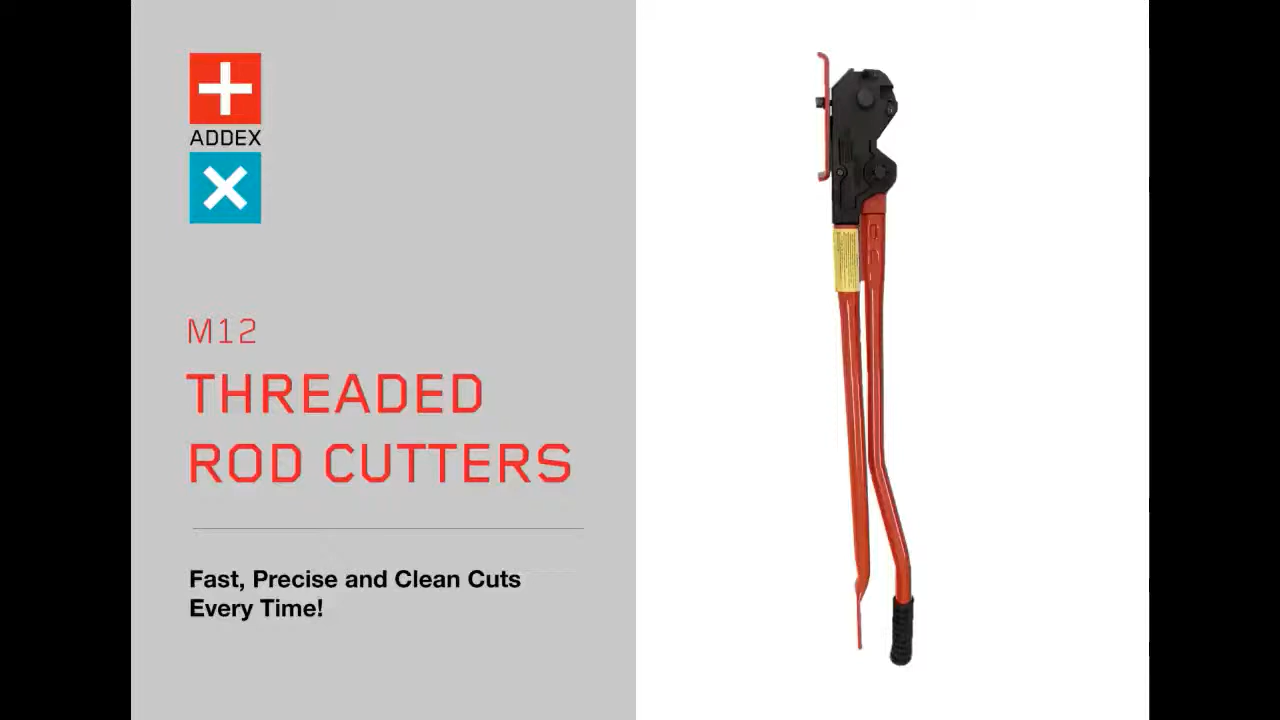 ADDEX
M12
THREADED
ROD CUTTERS
Fast, Precise and Clean Cuts
Every Time!